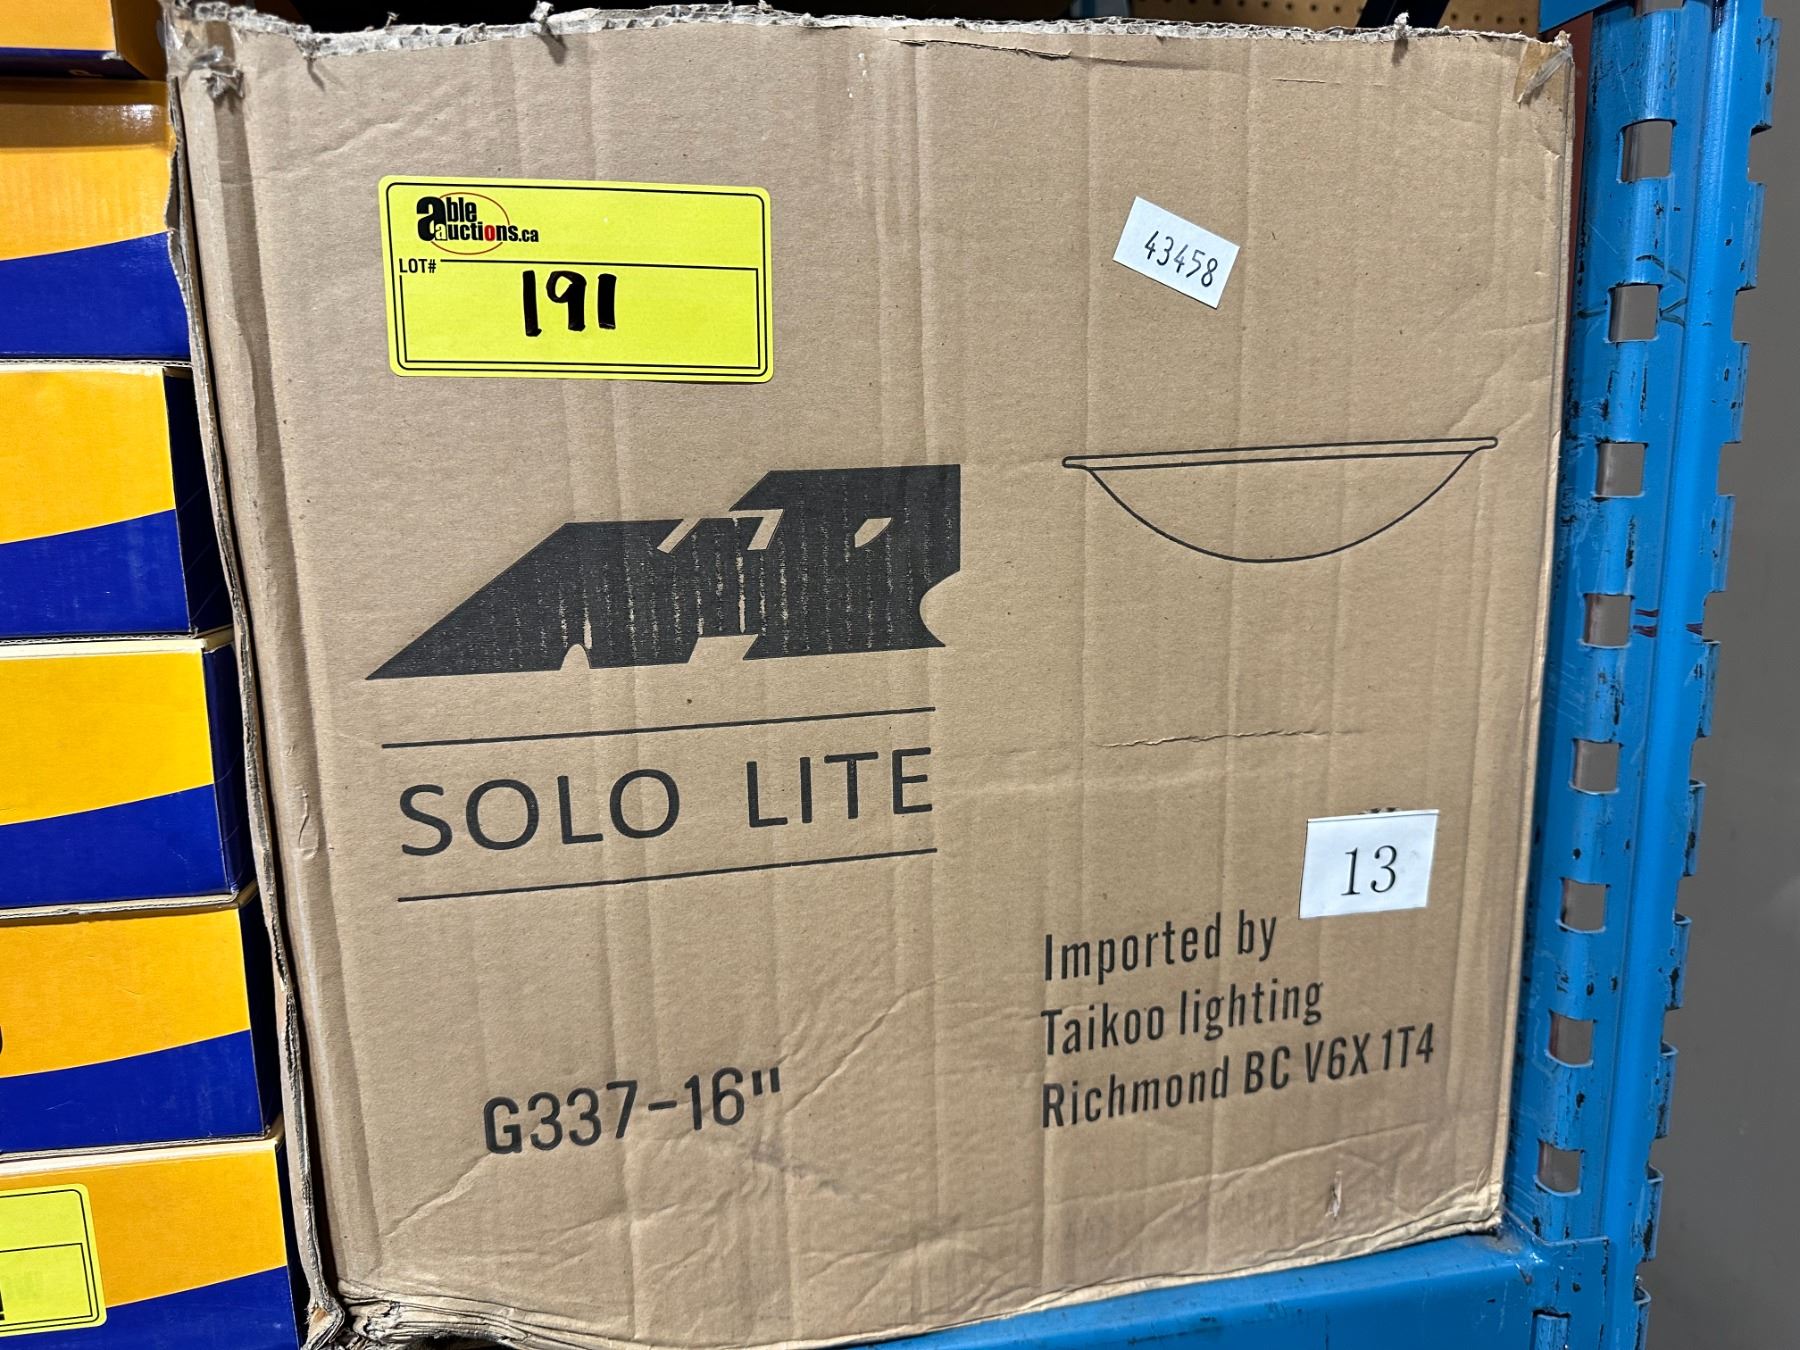 able
auctions.ca
LOT#
191
43458
SOLO LITE
13
Imported by
Taikoo lighting
Richmond BC V6X 1T4
G337-16"